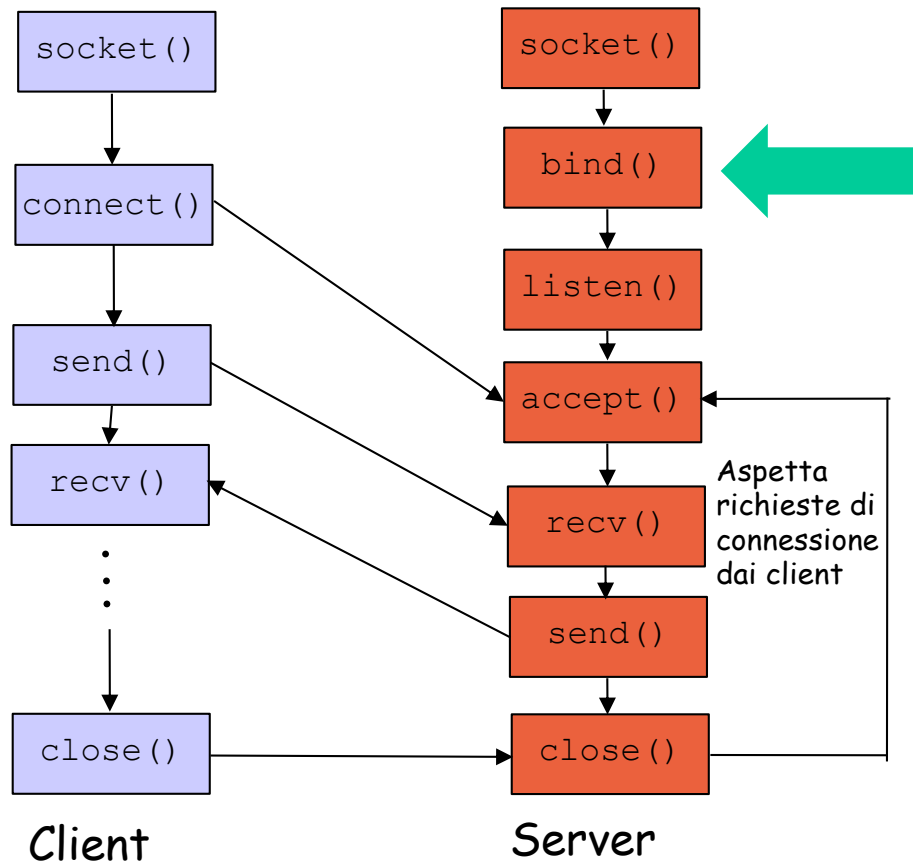 socket()
connect()
send()
recv()
close()
Client
socket()
bind()
listen()
accept()
recv()
send()
close()
Server
Aspetta
richieste di
connessione
dai client